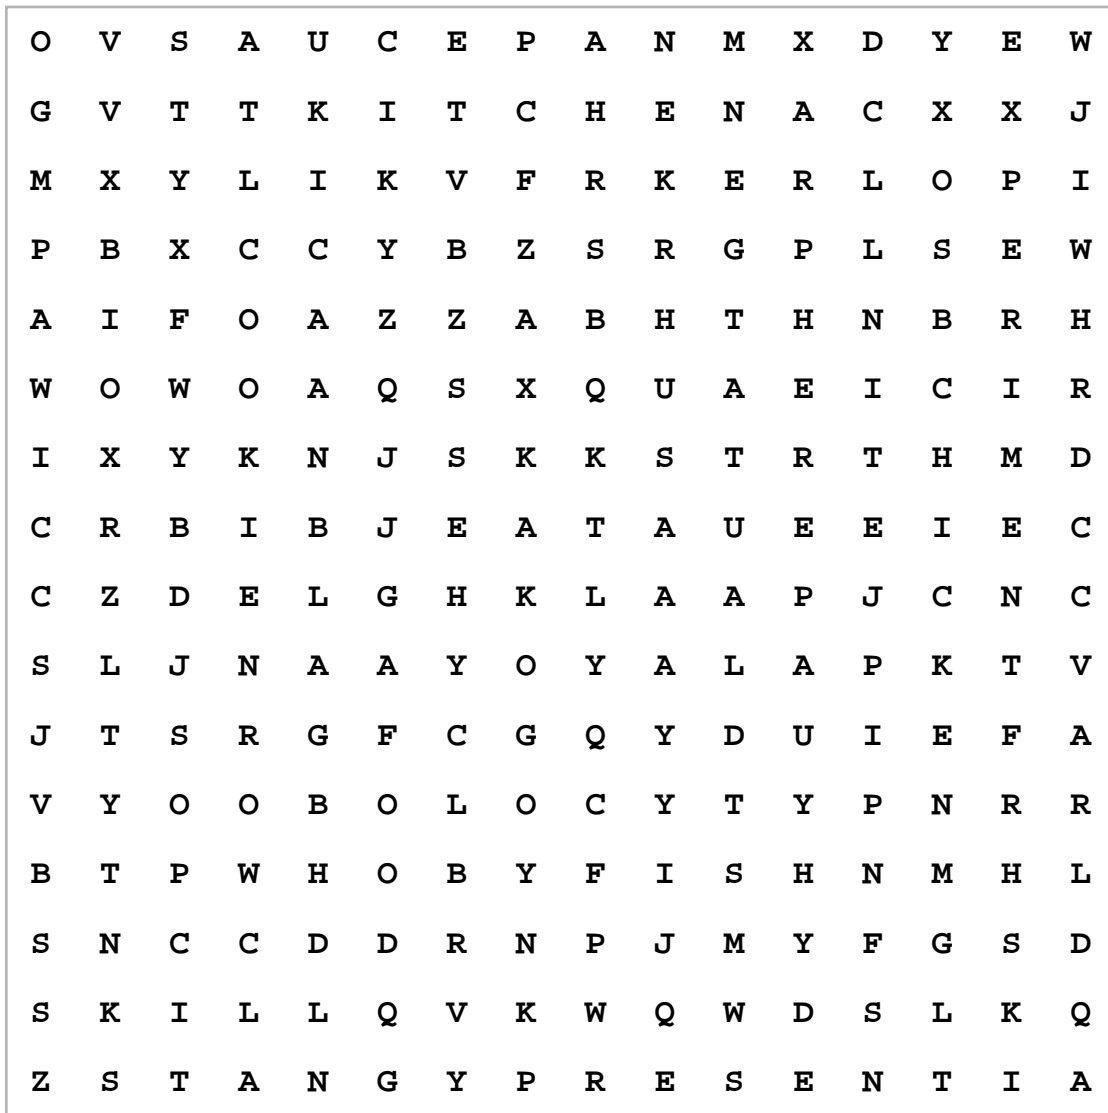 O V S A U C E P A N M X D Y E W
G V T T K I T C H E N A C X X J
M X Y L I K V F R K E R L O P I
P B X C C Y B Z S R G P L S E W
A I F O A Z Z A B H T H N B R H
W O W O A Q S X Q U A E I C I R
I X Y K N J S K K S T R T H M D
C R B I B J E A T A U E E I E C
C Z D E L G H K L A A P J C N C
S L J N A A Y O Y A L A P K T V
J T S R G F C G Q Y D U I E F A
V Y O O B O L O C Y T Y P N R R
B T P W H O B Y F I S H N M H L
S N C C D D R N P J M Y F G S D
S K I L L Q V K W Q W D S L K Q
Z S T A N G Y P R E S E N T I A